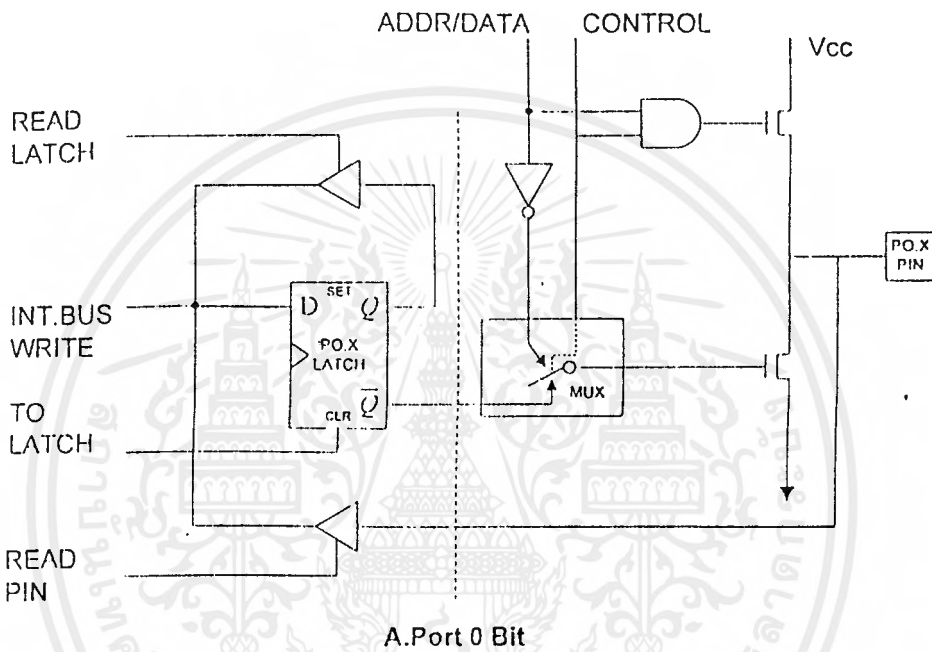 ADDR/DATA
CONTROL
Vcc
READ
LATCH
PO.X
PIN
INT.BUS
WRITE
D
SET
Q
PO.X
LATCH
CLR
Q̅
MUX
TO
LATCH
READ
PIN
A.Port 0 Bit